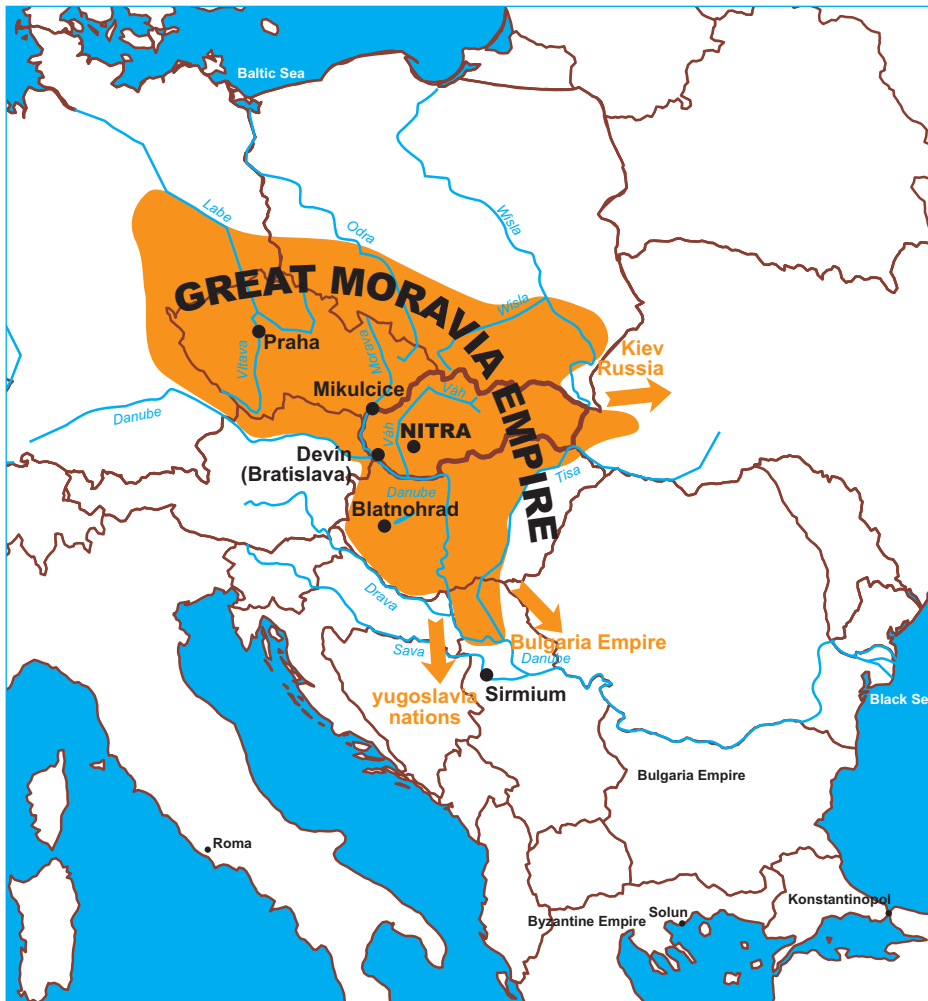 Baltic Sea
Labe
Odra
Wisla
GREAT MORAVIA EMPIRE
Wisla
Praha
Vltava
Morava
Kiev
Russia
Mikulcice
Váh
Danube
Váh
NITRA
Devin
(Bratislava)
Tisa
Danube
Blatnohrad
Drava
Sava
Bulgaria Empire
Danube
yugoslavia
nations
Sirmium
Black Se
Bulgaria Empire
Roma
Konstantinopol
Solun
Byzantine Empire